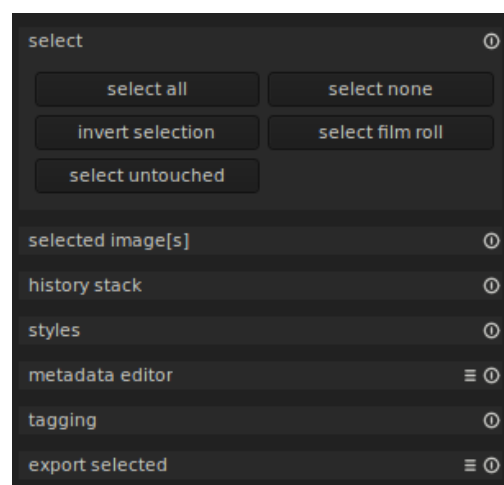 select
select all select none
invert selection select film roll
select untouched
selected image[s]
history stack
styles
metadata editor
tagging
export selected